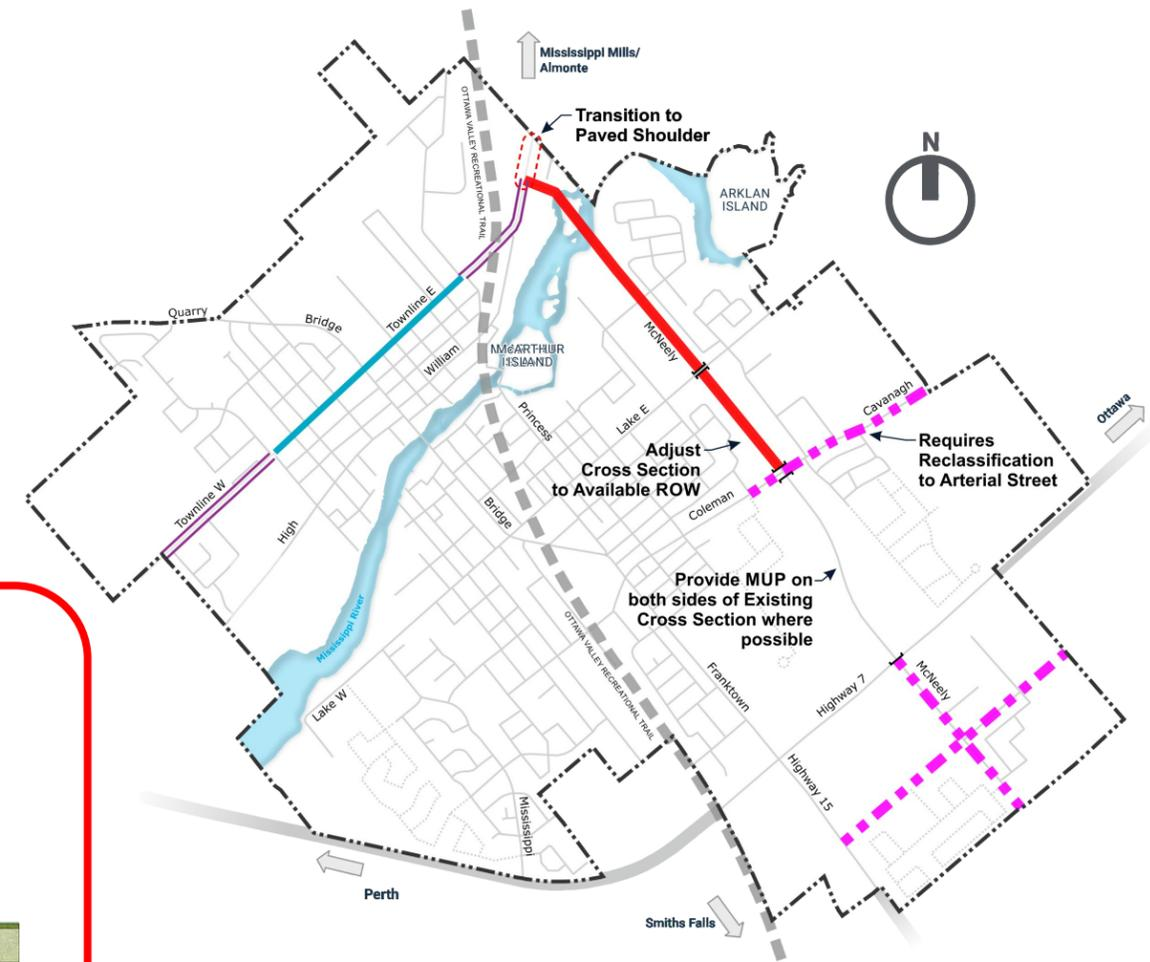 Mississippi Mills/
Almonte
OTTAWA VALLEY RECREATIONAL TRAIL
Transition to
Paved Shoulder
N
ARKLAN
ISLAND
Quarry
Bridge
Townline E
William
McARTHUR
ISLAND
McNeely
Princess
Lake E
Cavanagh
Ottawa
Adjust
Cross Section
to Available ROW
Requires
Reclassification
to Arterial Street
Townline W
High
Bridge
Coleman
Provide MUP on
both sides of Existing
Cross Section where
possible
Mississippi River
OTTAWA VALLEY RECREATIONAL TRAIL
Lake W
Franktown
Highway 7
McNeely
Highway 15
Mississippi
Perth
Smiths Falls